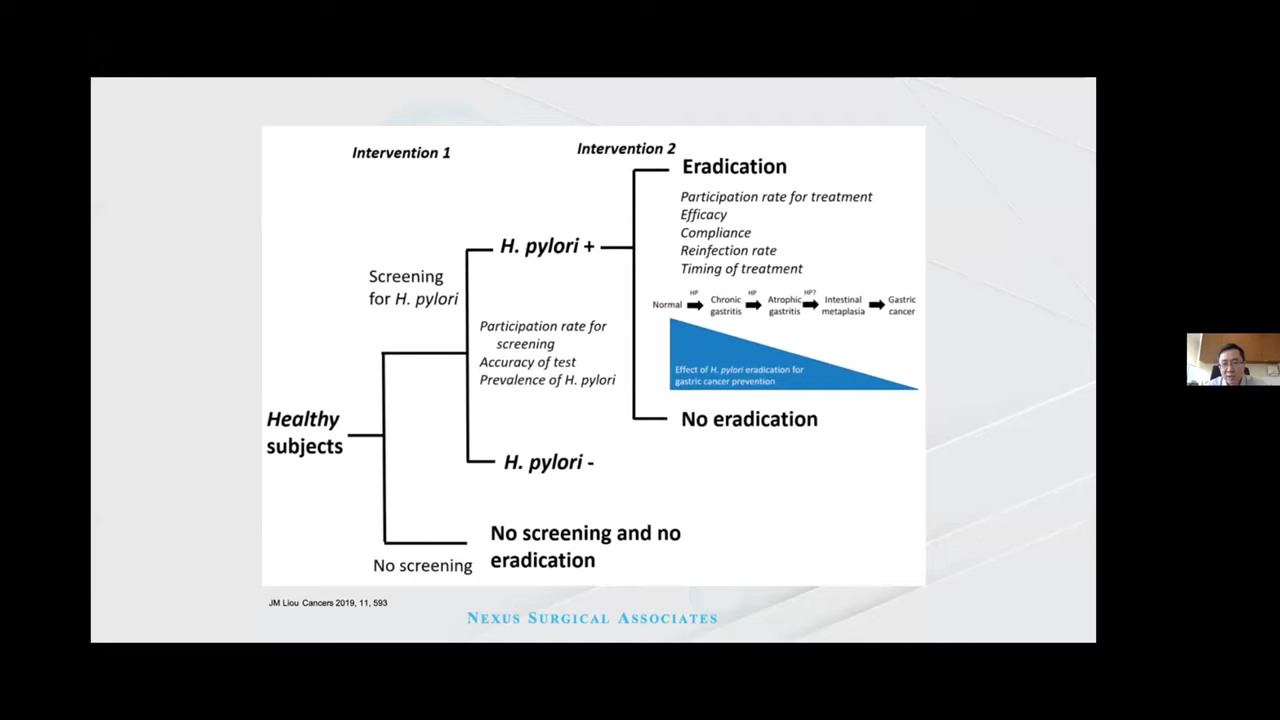 Intervention 1
Intervention 2
Eradication
Participation rate for treatment
Efficacy
Compliance
Reinfection rate
Timing of treatment
H. pylori +
Screening
for H. pylori
Participation rate for
screening
Accuracy of test
Prevalence of H. pylori
HP
HP
HP?
Normal
Chronic
gastritis
Atrophic
gastritis
Intestinal
metaplasia
Gastric
cancer
Effect of H. pylori eradication for
gastric cancer prevention
No eradication
Healthy
subjects
H. pylori -
No screening and no
eradication
No screening
JM Liou Cancers 2019, 11, 593
NEXUS SURGICAL ASSOCIATES